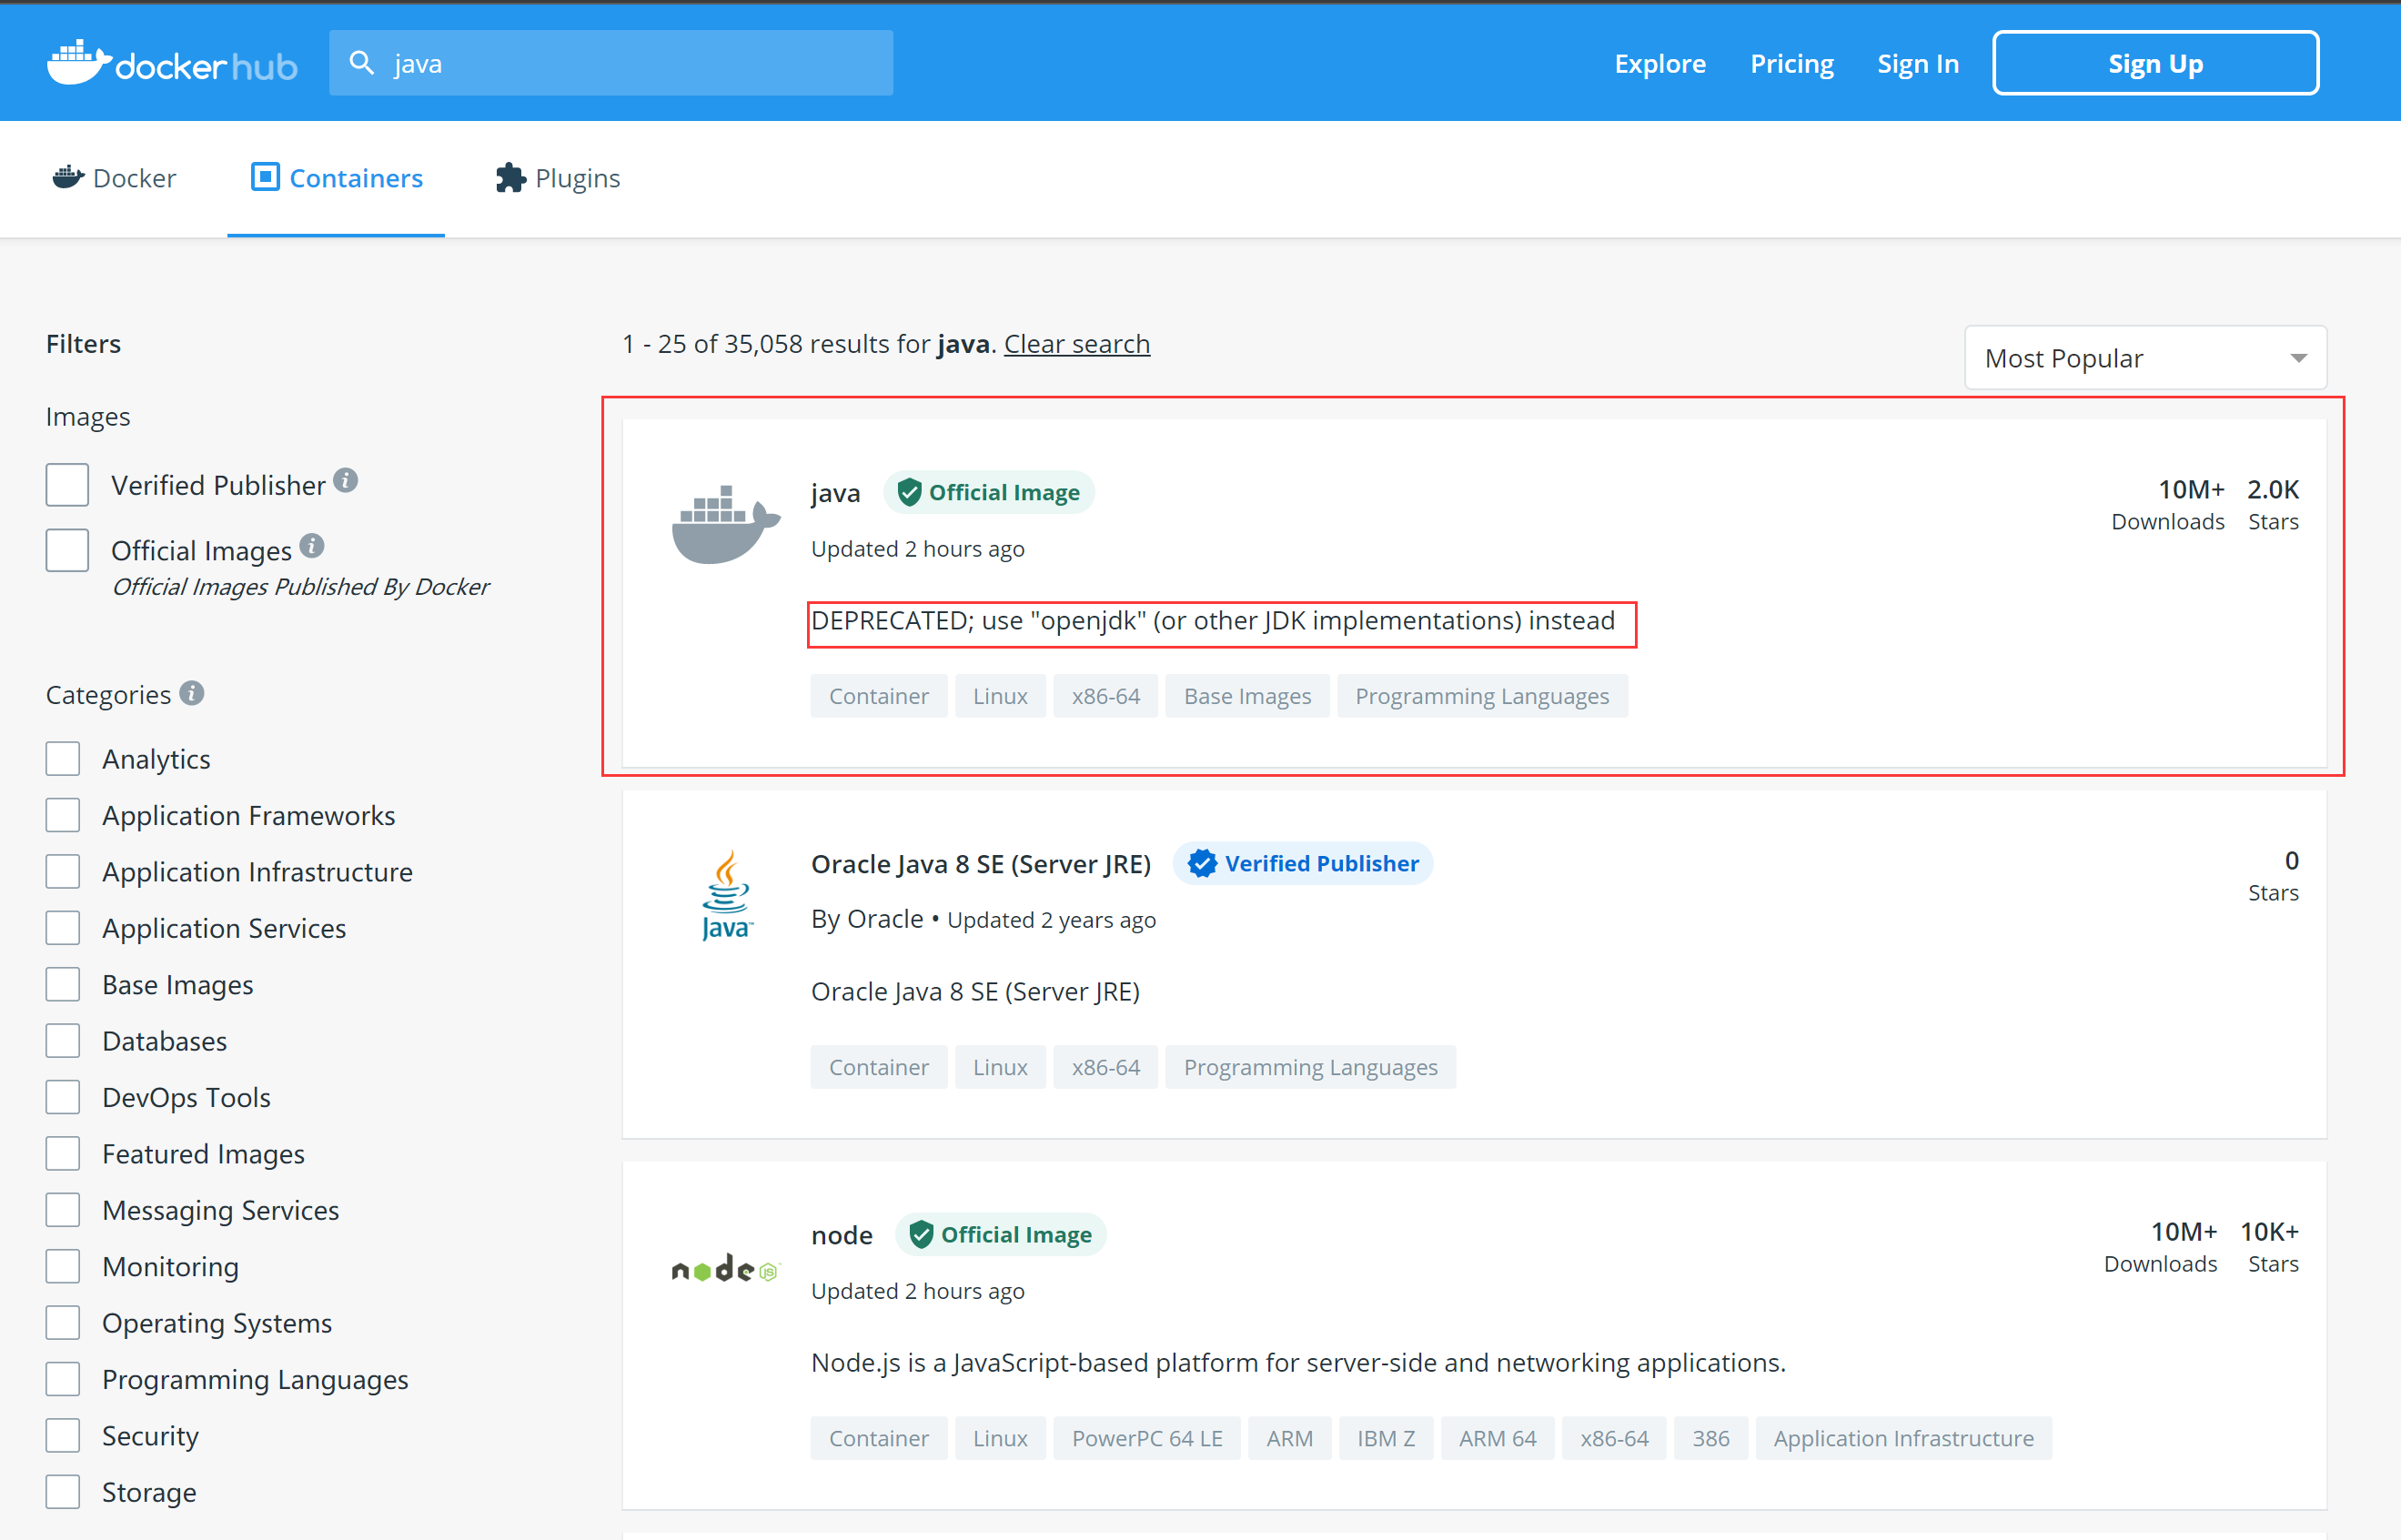 docker hub
java
Explore Pricing Sign In Sign Up
Docker Containers Plugins
Filters
Images
Verified Publisher
Official Images
Official Images Published By Docker
Categories
Analytics
Application Frameworks
Application Infrastructure
Application Services
Base Images
Databases
DevOps Tools
Featured Images
Messaging Services
Monitoring
Operating Systems
Programming Languages
Security
Storage
1 - 25 of 35,058 results for java. Clear search
Most Popular
java Official Image
10M+ 2.0K
Downloads Stars
Updated 2 hours ago
DEPRECATED; use "openjdk" (or other JDK implementations) instead
Container Linux x86-64 Base Images Programming Languages
Java
Oracle Java 8 SE (Server JRE) Verified Publisher
0
Stars
By Oracle • Updated 2 years ago
Oracle Java 8 SE (Server JRE)
Container Linux x86-64 Programming Languages
node JS
node Official Image
10M+ 10K+
Downloads Stars
Updated 2 hours ago
Node.js is a JavaScript-based platform for server-side and networking applications.
Container Linux PowerPC 64 LE ARM IBM Z ARM 64 x86-64 386 Application Infrastructure